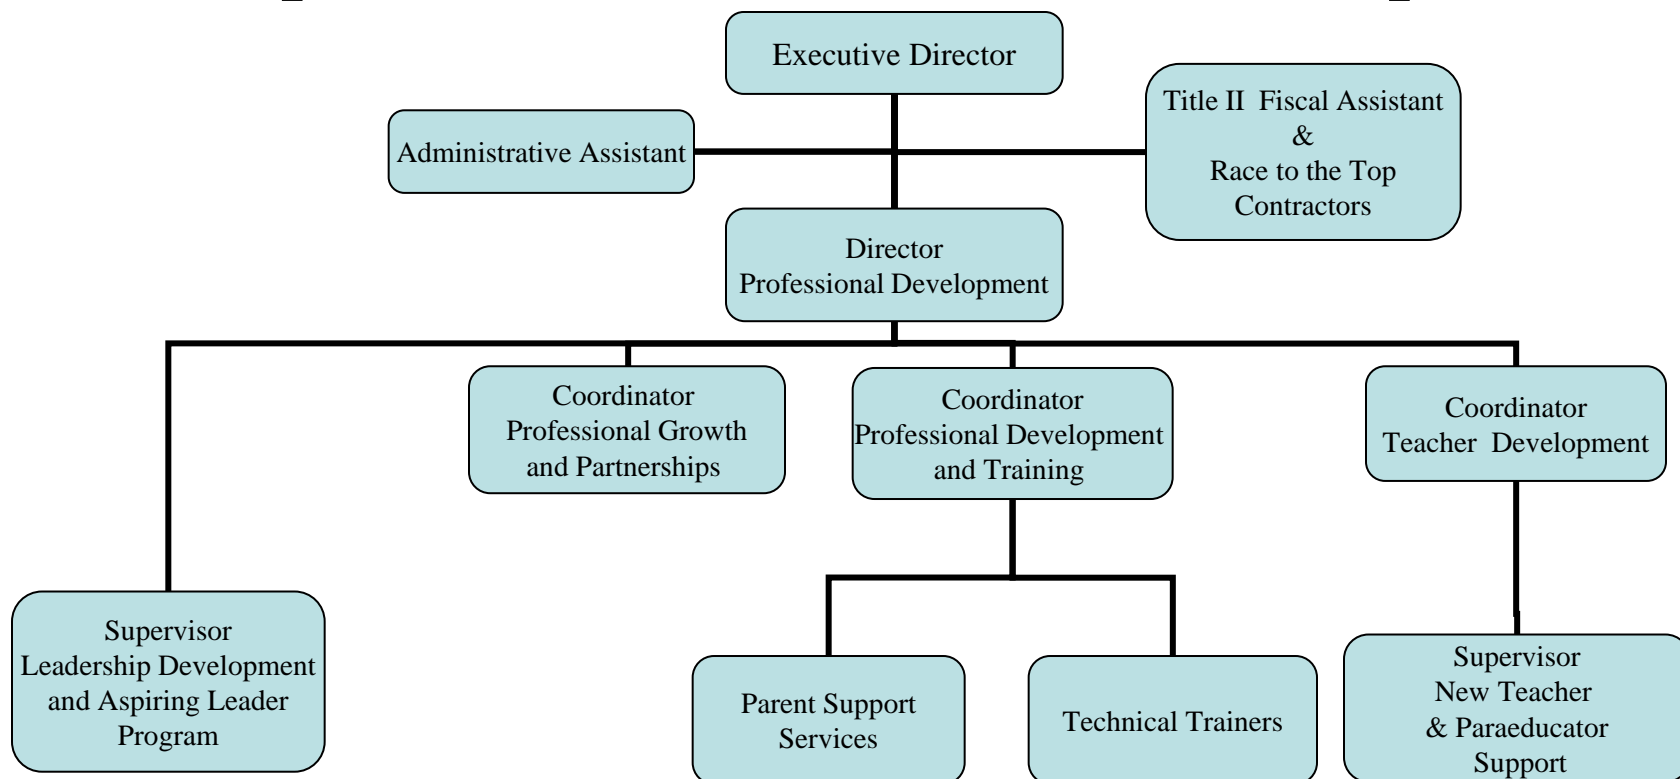 Executive Director
Administrative Assistant
Title II Fiscal Assistant
&
Race to the Top
Contractors
Director
Professional Development
Coordinator
Professional Growth
and Partnerships
Coordinator
Professional Development
and Training
Coordinator
Teacher Development
Supervisor
Leadership Development
and Aspiring Leader
Program
Parent Support
Services
Technical Trainers
Supervisor
New Teacher
& Paraeducator
Support